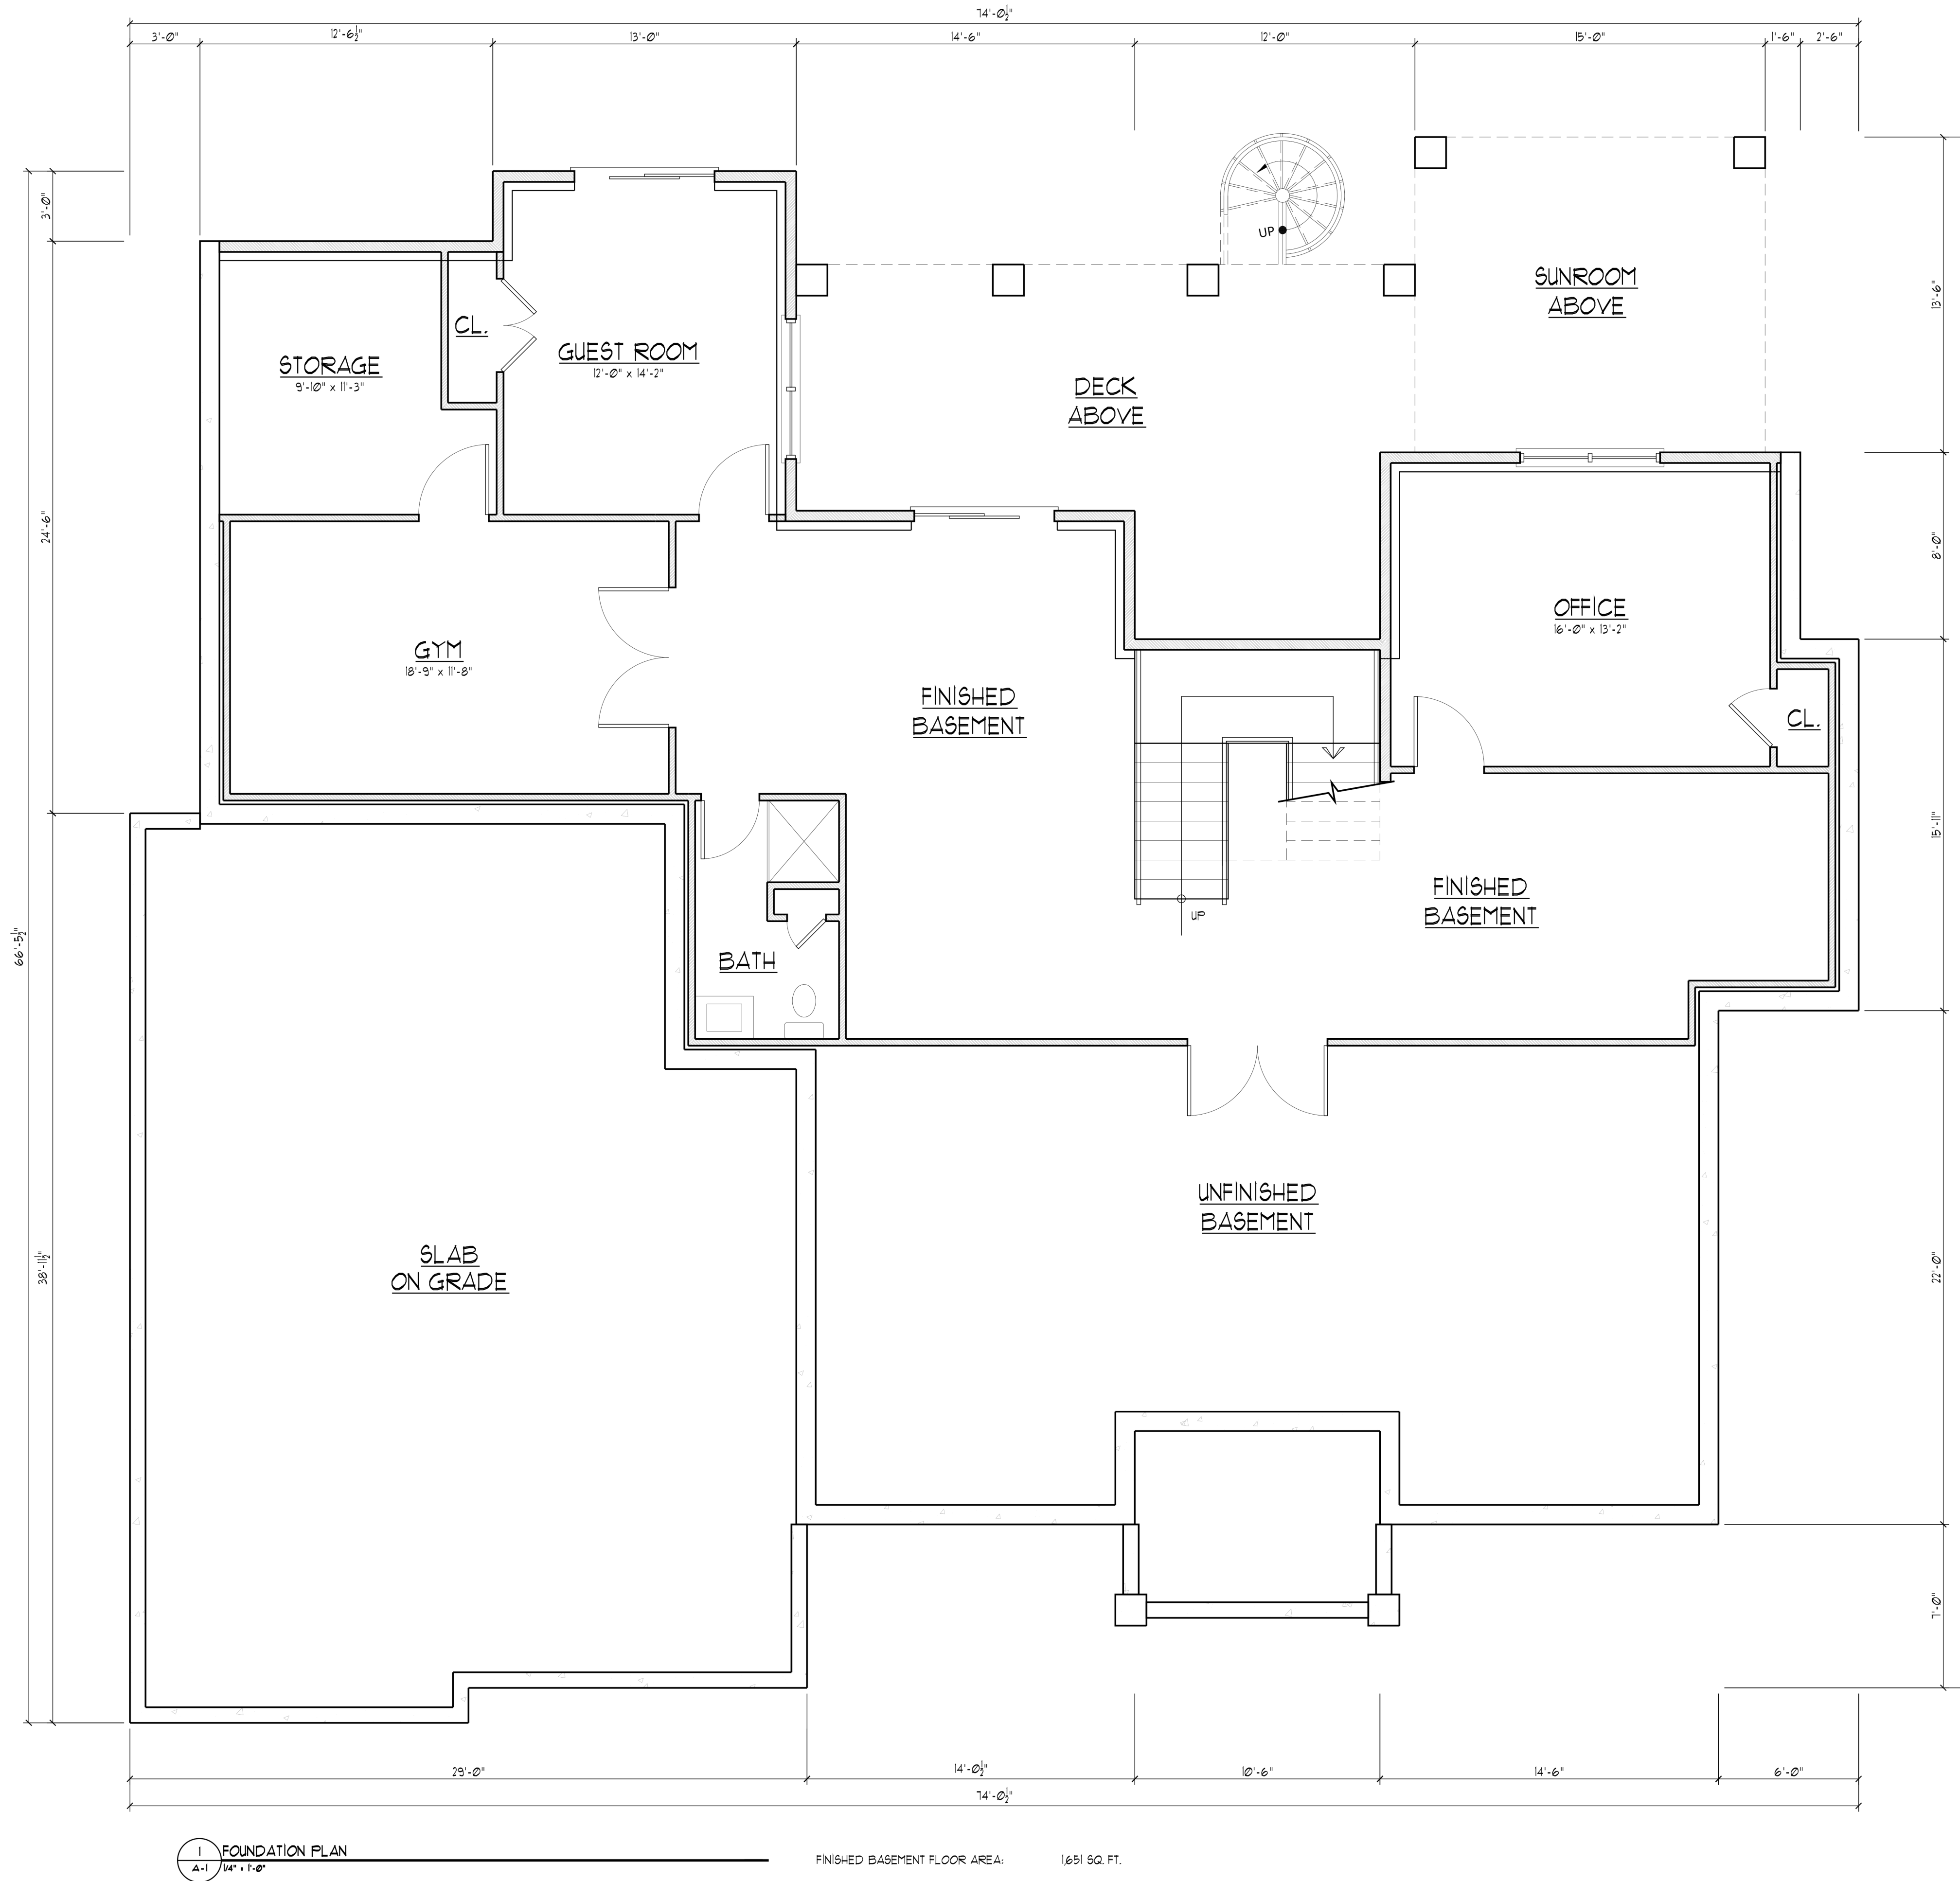 74'-0½"
3'-0"
12'-6½"
13'-0"
14'-6"
12'-0"
15'-0"
1'-6"
2'-6"
3'-0"
24'-6"
66'-5½"
38'-11½"
13'-6"
8'-0"
15'-11"
22'-0"
7'-0"
UP
SUNROOM
ABOVE
CL.
STORAGE
9'-10" x 11'-3"
GUEST ROOM
12'-0" x 14'-2"
DECK
ABOVE
OFFICE
16'-0" x 13'-2"
GYM
18'-9" x 11'-8"
FINISHED
BASEMENT
CL.
FINISHED
BASEMENT
UP
BATH
UNFINISHED
BASEMENT
SLAB
ON GRADE
29'-0"
14'-0½"
10'-6"
14'-6"
6'-0"
74'-0½"
1
A-1
FOUNDATION PLAN
1/4" = 1'-0"
FINISHED BASEMENT FLOOR AREA: 1,651 SQ. FT.